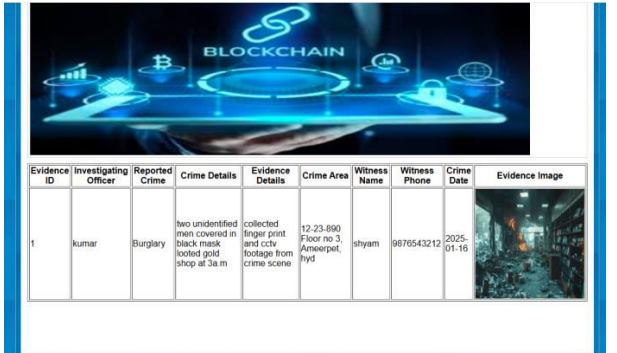 BLOCKCHAIN
Evidence ID Investigating Officer Reported Crime Crime Details Evidence Details Crime Area Witness Name Witness Phone Crime Date Evidence Image
1
kumar
Burglary
two unidentified
men covered in
black mask
looted gold
shop at 3a.m
collected
finger print
and cctv
footage from
crime scene
12-23-890
Floor no 3,
Ameerpet,
hyd
shyam
9876543212
2025-
01-16